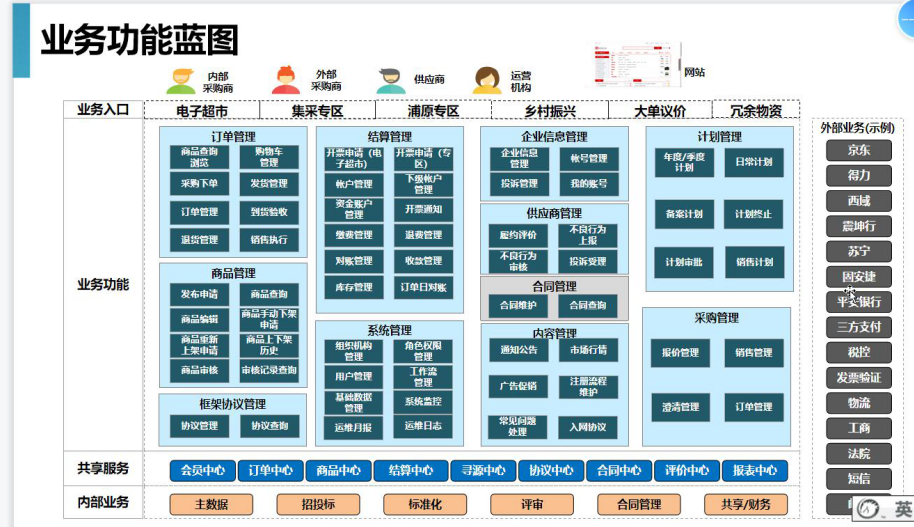 业务功能蓝图
内部
采购商
外部
采购商
供应商
运营
机构
网站
业务入口
电子超市
集采专区
浦原专区
乡村振兴
大单议价
冗余物资
业务功能
订单管理
商品查询
浏览
购物车
管理
采购下单
发货管理
订单管理
到货验收
退货管理
销售执行
商品管理
发布申请
商品查询
商品编辑
商品手动下架
申请
商品重新
上架申请
商品上下架
历史
商品审核
审核记录查询
框架协议管理
协议管理
协议查询
结算管理
开票申请（电
子超市）
开票申请（专
区）
帐户管理
下级帐户
管理
资金账户
管理
开票通知
缴费管理
退费管理
对账管理
收款管理
库存管理
订单日对账
系统管理
组织机构
管理
角色权限
管理
用户管理
工作流
管理
基础数据
管理
系统监控
运维月报
运维日志
企业信息管理
企业信息
管理
帐号管理
投诉管理
我的账号
供应商管理
履约评价
不良行为
上报
不良行为
审核
投诉受理
合同管理
合同维护
合同查询
内容管理
通知公告
市场行情
广告促销
注册流程
维护
常见问题
处理
入网协议
计划管理
年度/季度
计划
日常计划
备案计划
计划终止
计划审批
销售计划
采购管理
报价管理
销售管理
澄清管理
订单管理
共享服务
会员中心
订单中心
商品中心
结算中心
寻源中心
协议中心
合同中心
评价中心
报表中心
内部业务
主数据
招投标
标准化
评审
合同管理
共享/财务
外部业务(示例)
京东
得力
西域
震坤行
苏宁
固安捷
平安银行
三方支付
税控
发票验证
物流
工商
法院
短信
英